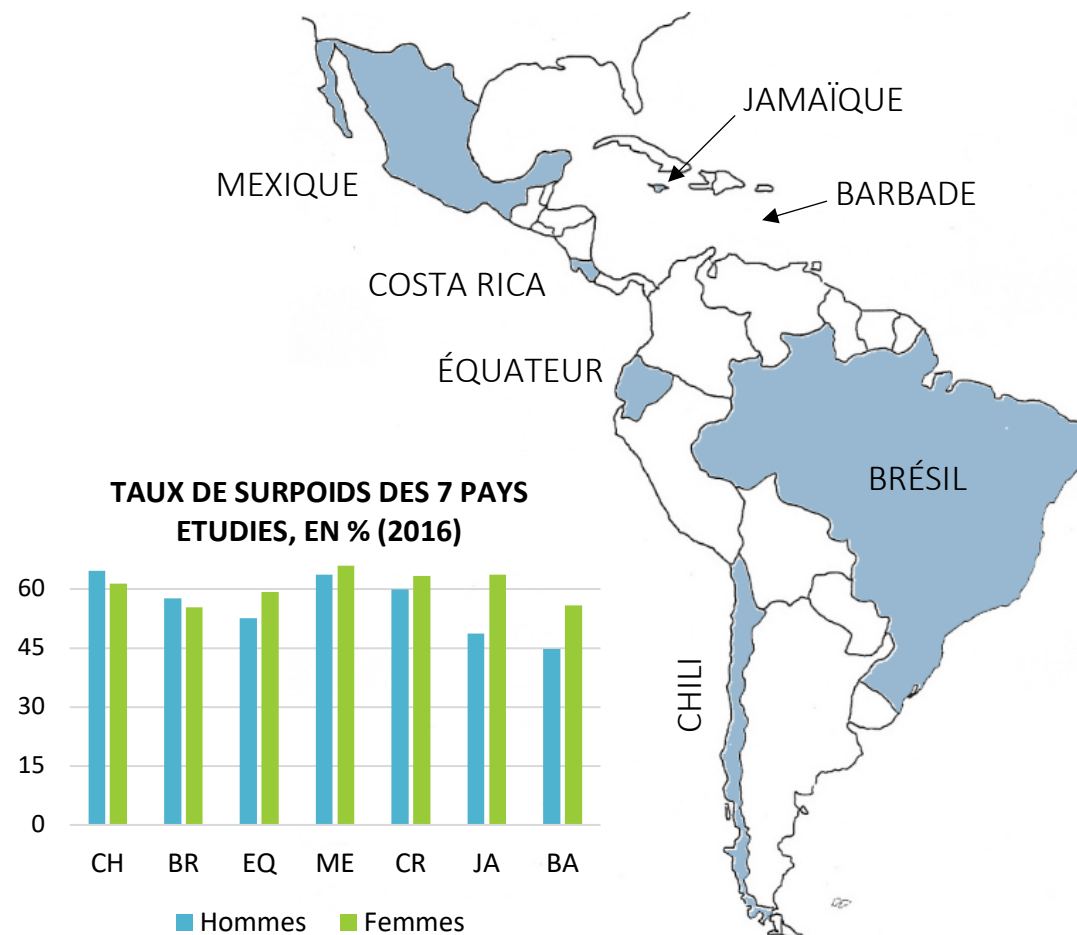 JAMAÏQUE
MEXIQUE
BARBADE
COSTA RICA
ÉQUATEUR
BRÉSIL
CHILI
TAUX DE SURPOIDS DES 7 PAYS
ETUDIES, EN % (2016)
60
45
30
15
0
CH BR EQ ME CR JA BA
Hommes Femmes